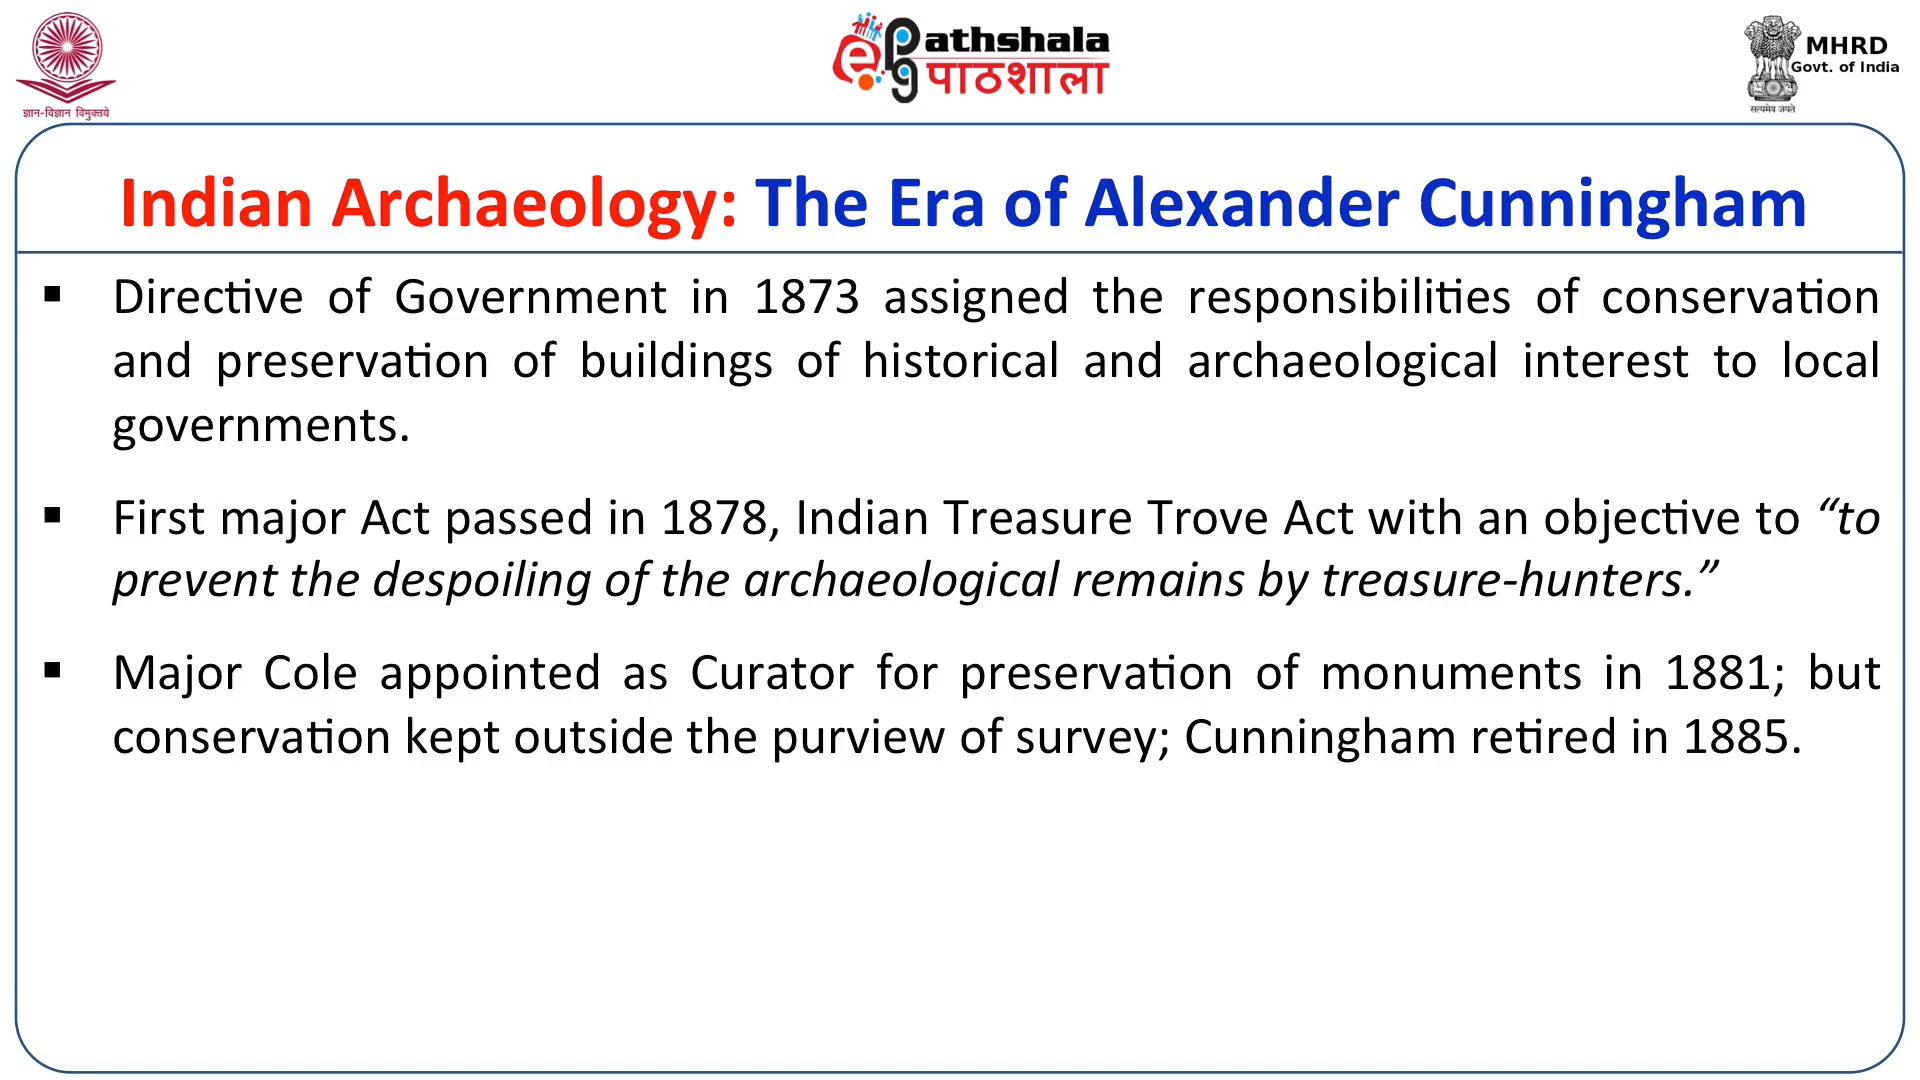 ज्ञान-विज्ञान विमुक्तये
ePG Pathshala
पाठशाला
MHRD
Govt. of India
सत्यमेव जयते
Indian Archaeology: The Era of Alexander Cunningham
▪ Directive of Government in 1873 assigned the responsibilities of conservation
and preservation of buildings of historical and archaeological interest to local
governments.
▪ First major Act passed in 1878, Indian Treasure Trove Act with an objective to “to
prevent the despoiling of the archaeological remains by treasure-hunters.”
▪ Major Cole appointed as Curator for preservation of monuments in 1881; but
conservation kept outside the purview of survey; Cunningham retired in 1885.